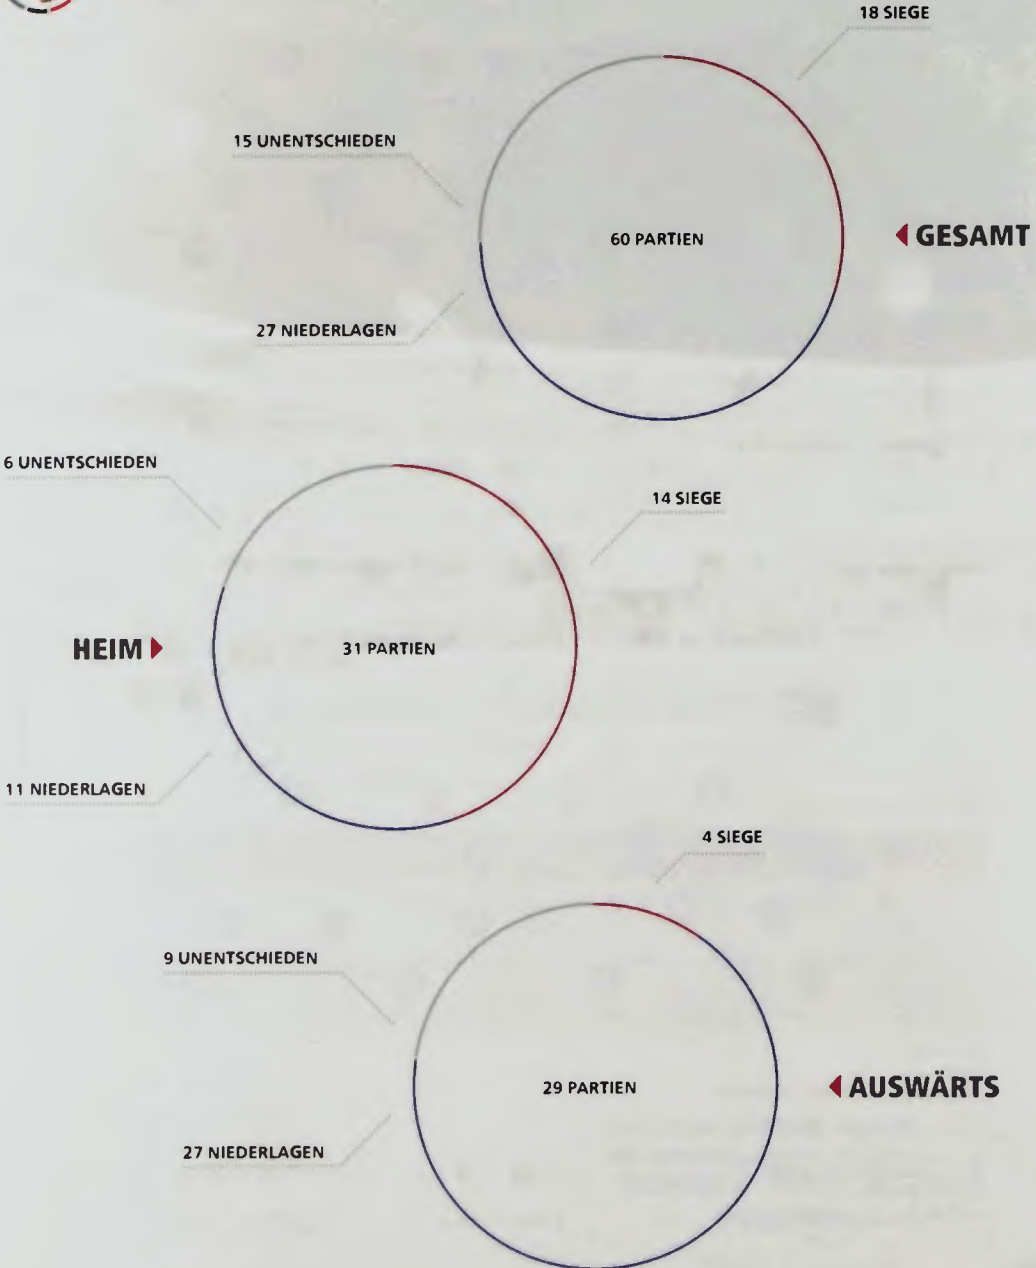 18 SIEGE
15 UNENTSCHIEDEN
60 PARTIEN
GESAMT
27 NIEDERLAGEN
6 UNENTSCHIEDEN
14 SIEGE
HEIM
31 PARTIEN
11 NIEDERLAGEN
4 SIEGE
9 UNENTSCHIEDEN
29 PARTIEN
AUSWÄRTS
27 NIEDERLAGEN